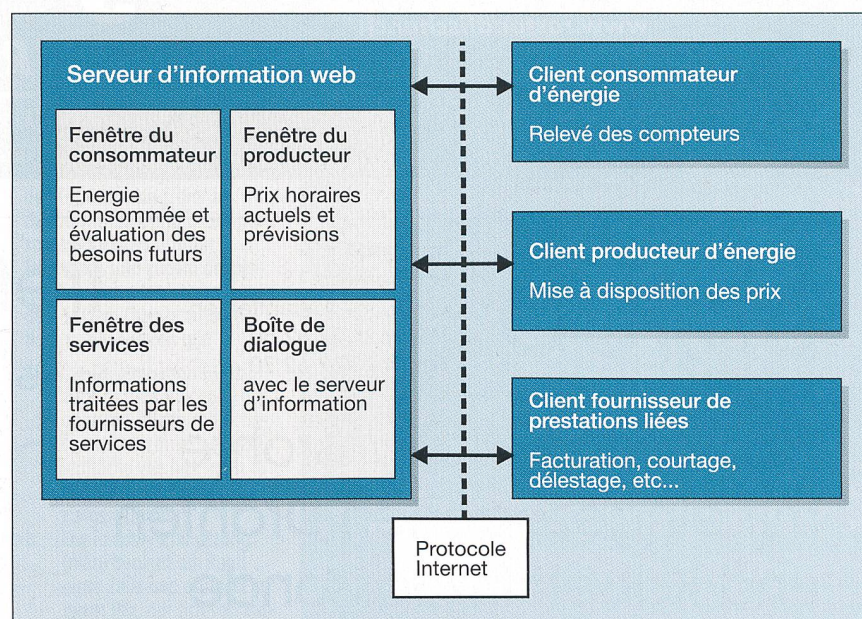 Serveur d'information web
Fenêtre du
consommateur
Energie
consommée et
évaluation des
besoins futurs
Fenêtre du
producteur
Prix horaires
actuels et
prévisions
Fenêtre des
services
Informations
traitées par les
fournisseurs de
services
Boîte de
dialogue
avec le serveur
d'information
Client consommateur
d'énergie
Relevé des compteurs
Client producteur d'énergie
Mise à disposition des prix
Client fournisseur de
prestations liées
Facturation, courtage,
délestage, etc...
Protocole
Internet